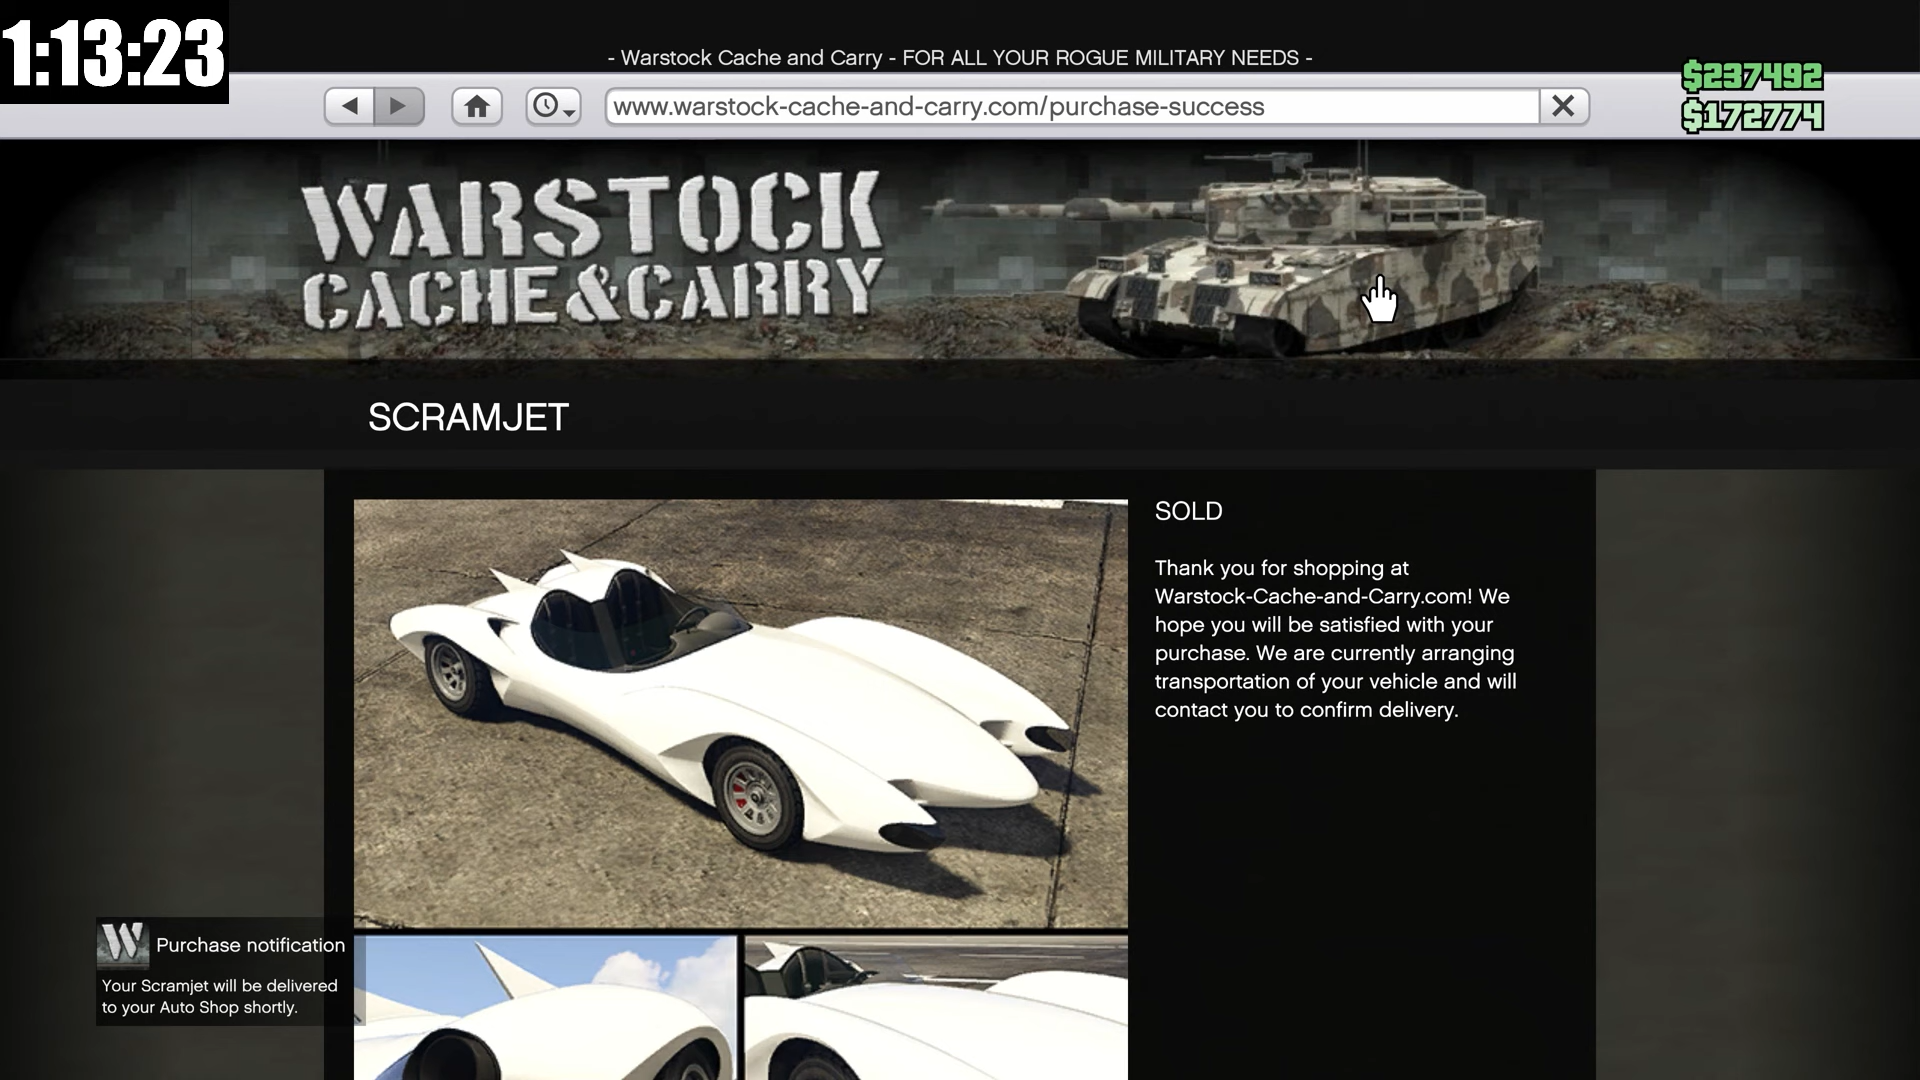 1:13:23
- Warstock Cache and Carry - FOR ALL YOUR ROGUE MILITARY NEEDS -
$237492
www.warstock-cache-and-carry.com/purchase-success
$172774
WARSTOCK
CACHE & CARRY
SCRAMJET
SOLD
Thank you for shopping at
Warstock-Cache-and-Carry.com! We
hope you will be satisfied with your
purchase. We are currently arranging
transportation of your vehicle and will
contact you to confirm delivery.
W
Purchase notification
Your Scramjet will be delivered
to your Auto Shop shortly.